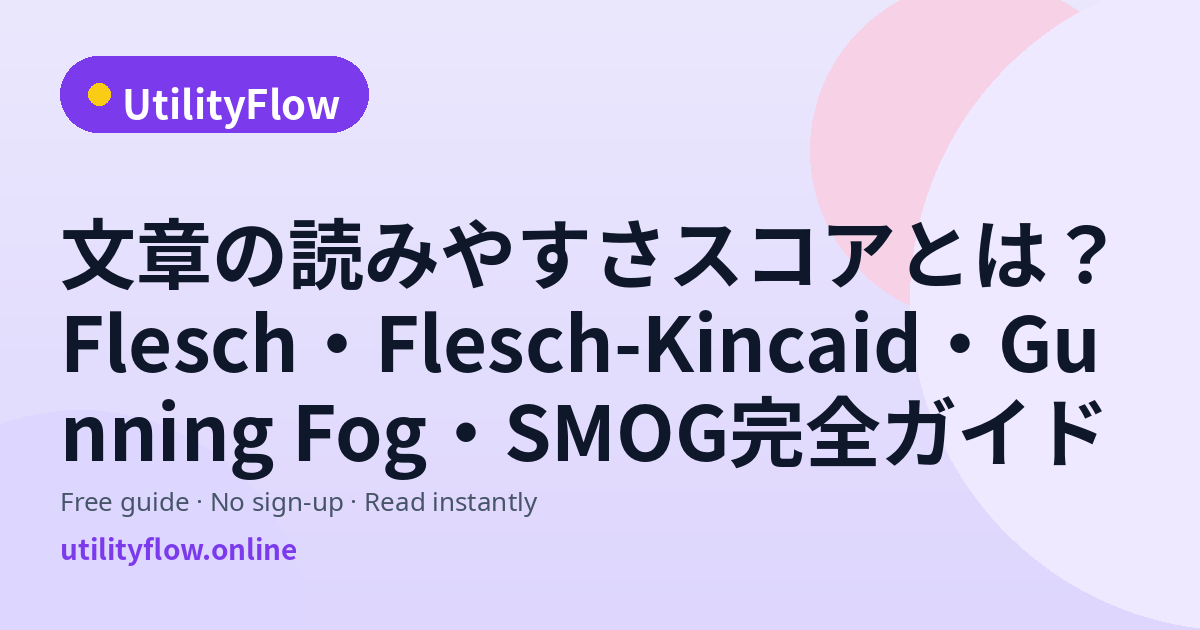 UtilityFlow
文章の読みやすさスコアとは？
Flesch・Flesch-Kincaid・Gu
nning Fog・SMOG完全ガイド
Free guide · No sign-up · Read instantly
utilityflow.online